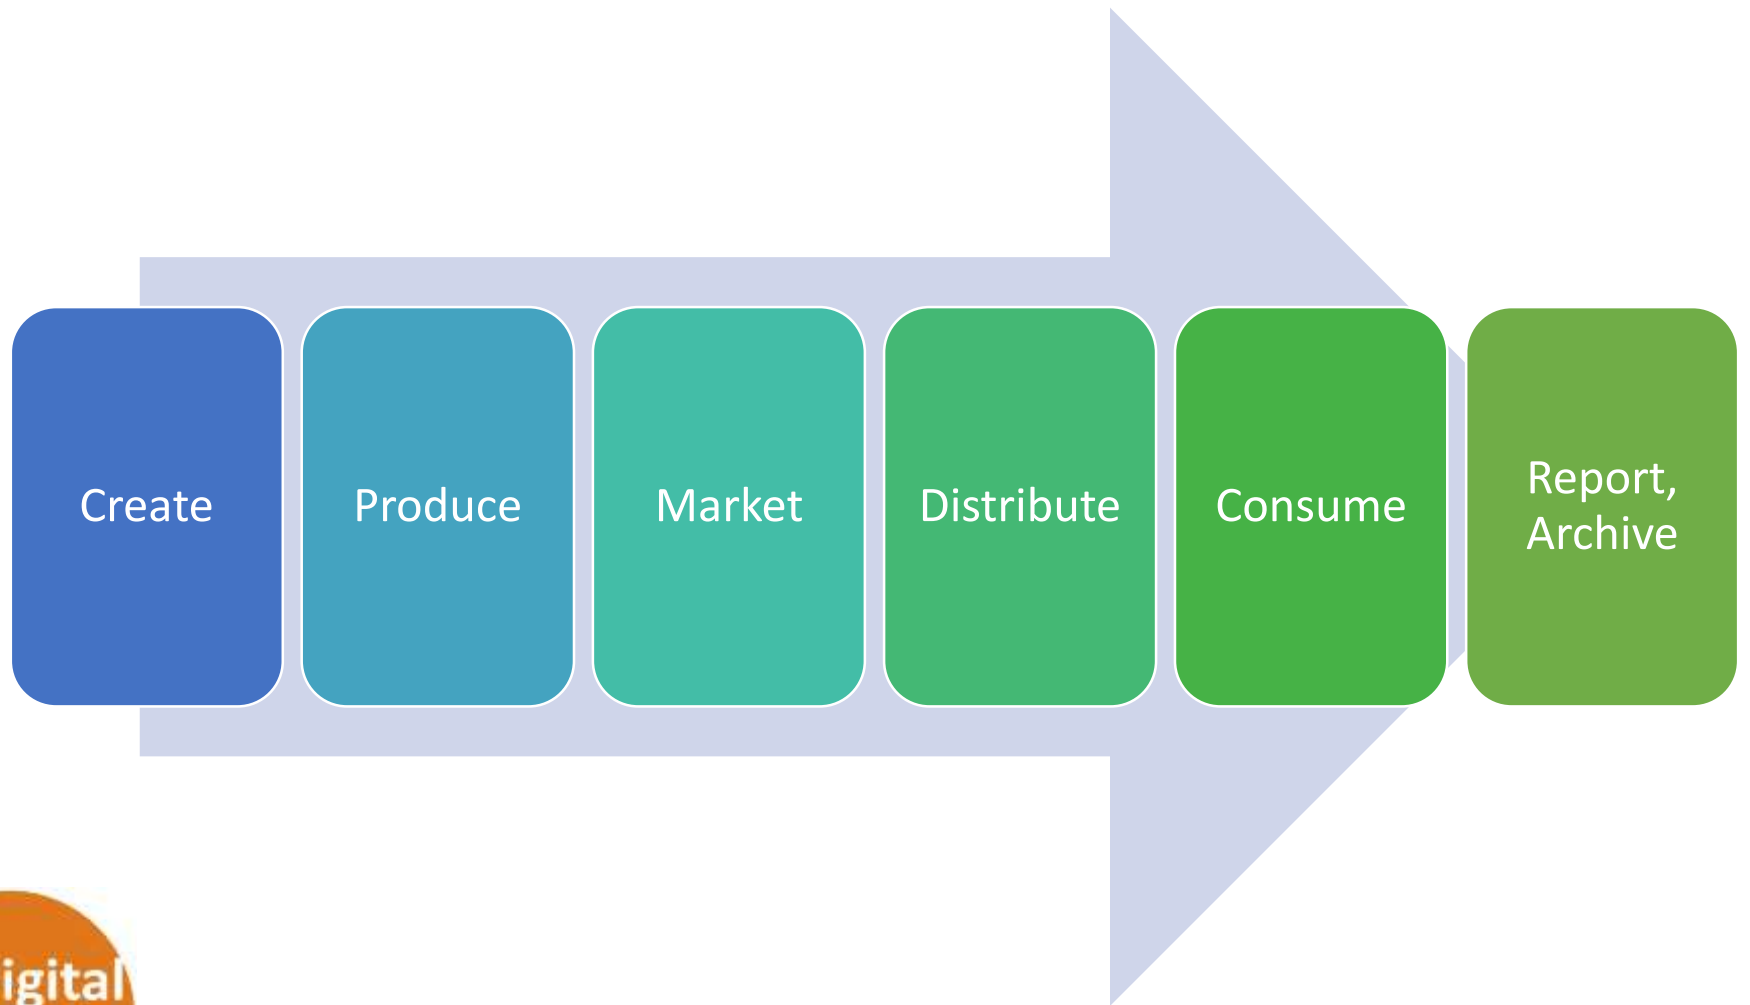 Create
Produce
Market
Distribute
Consume
Report,
Archive
igital